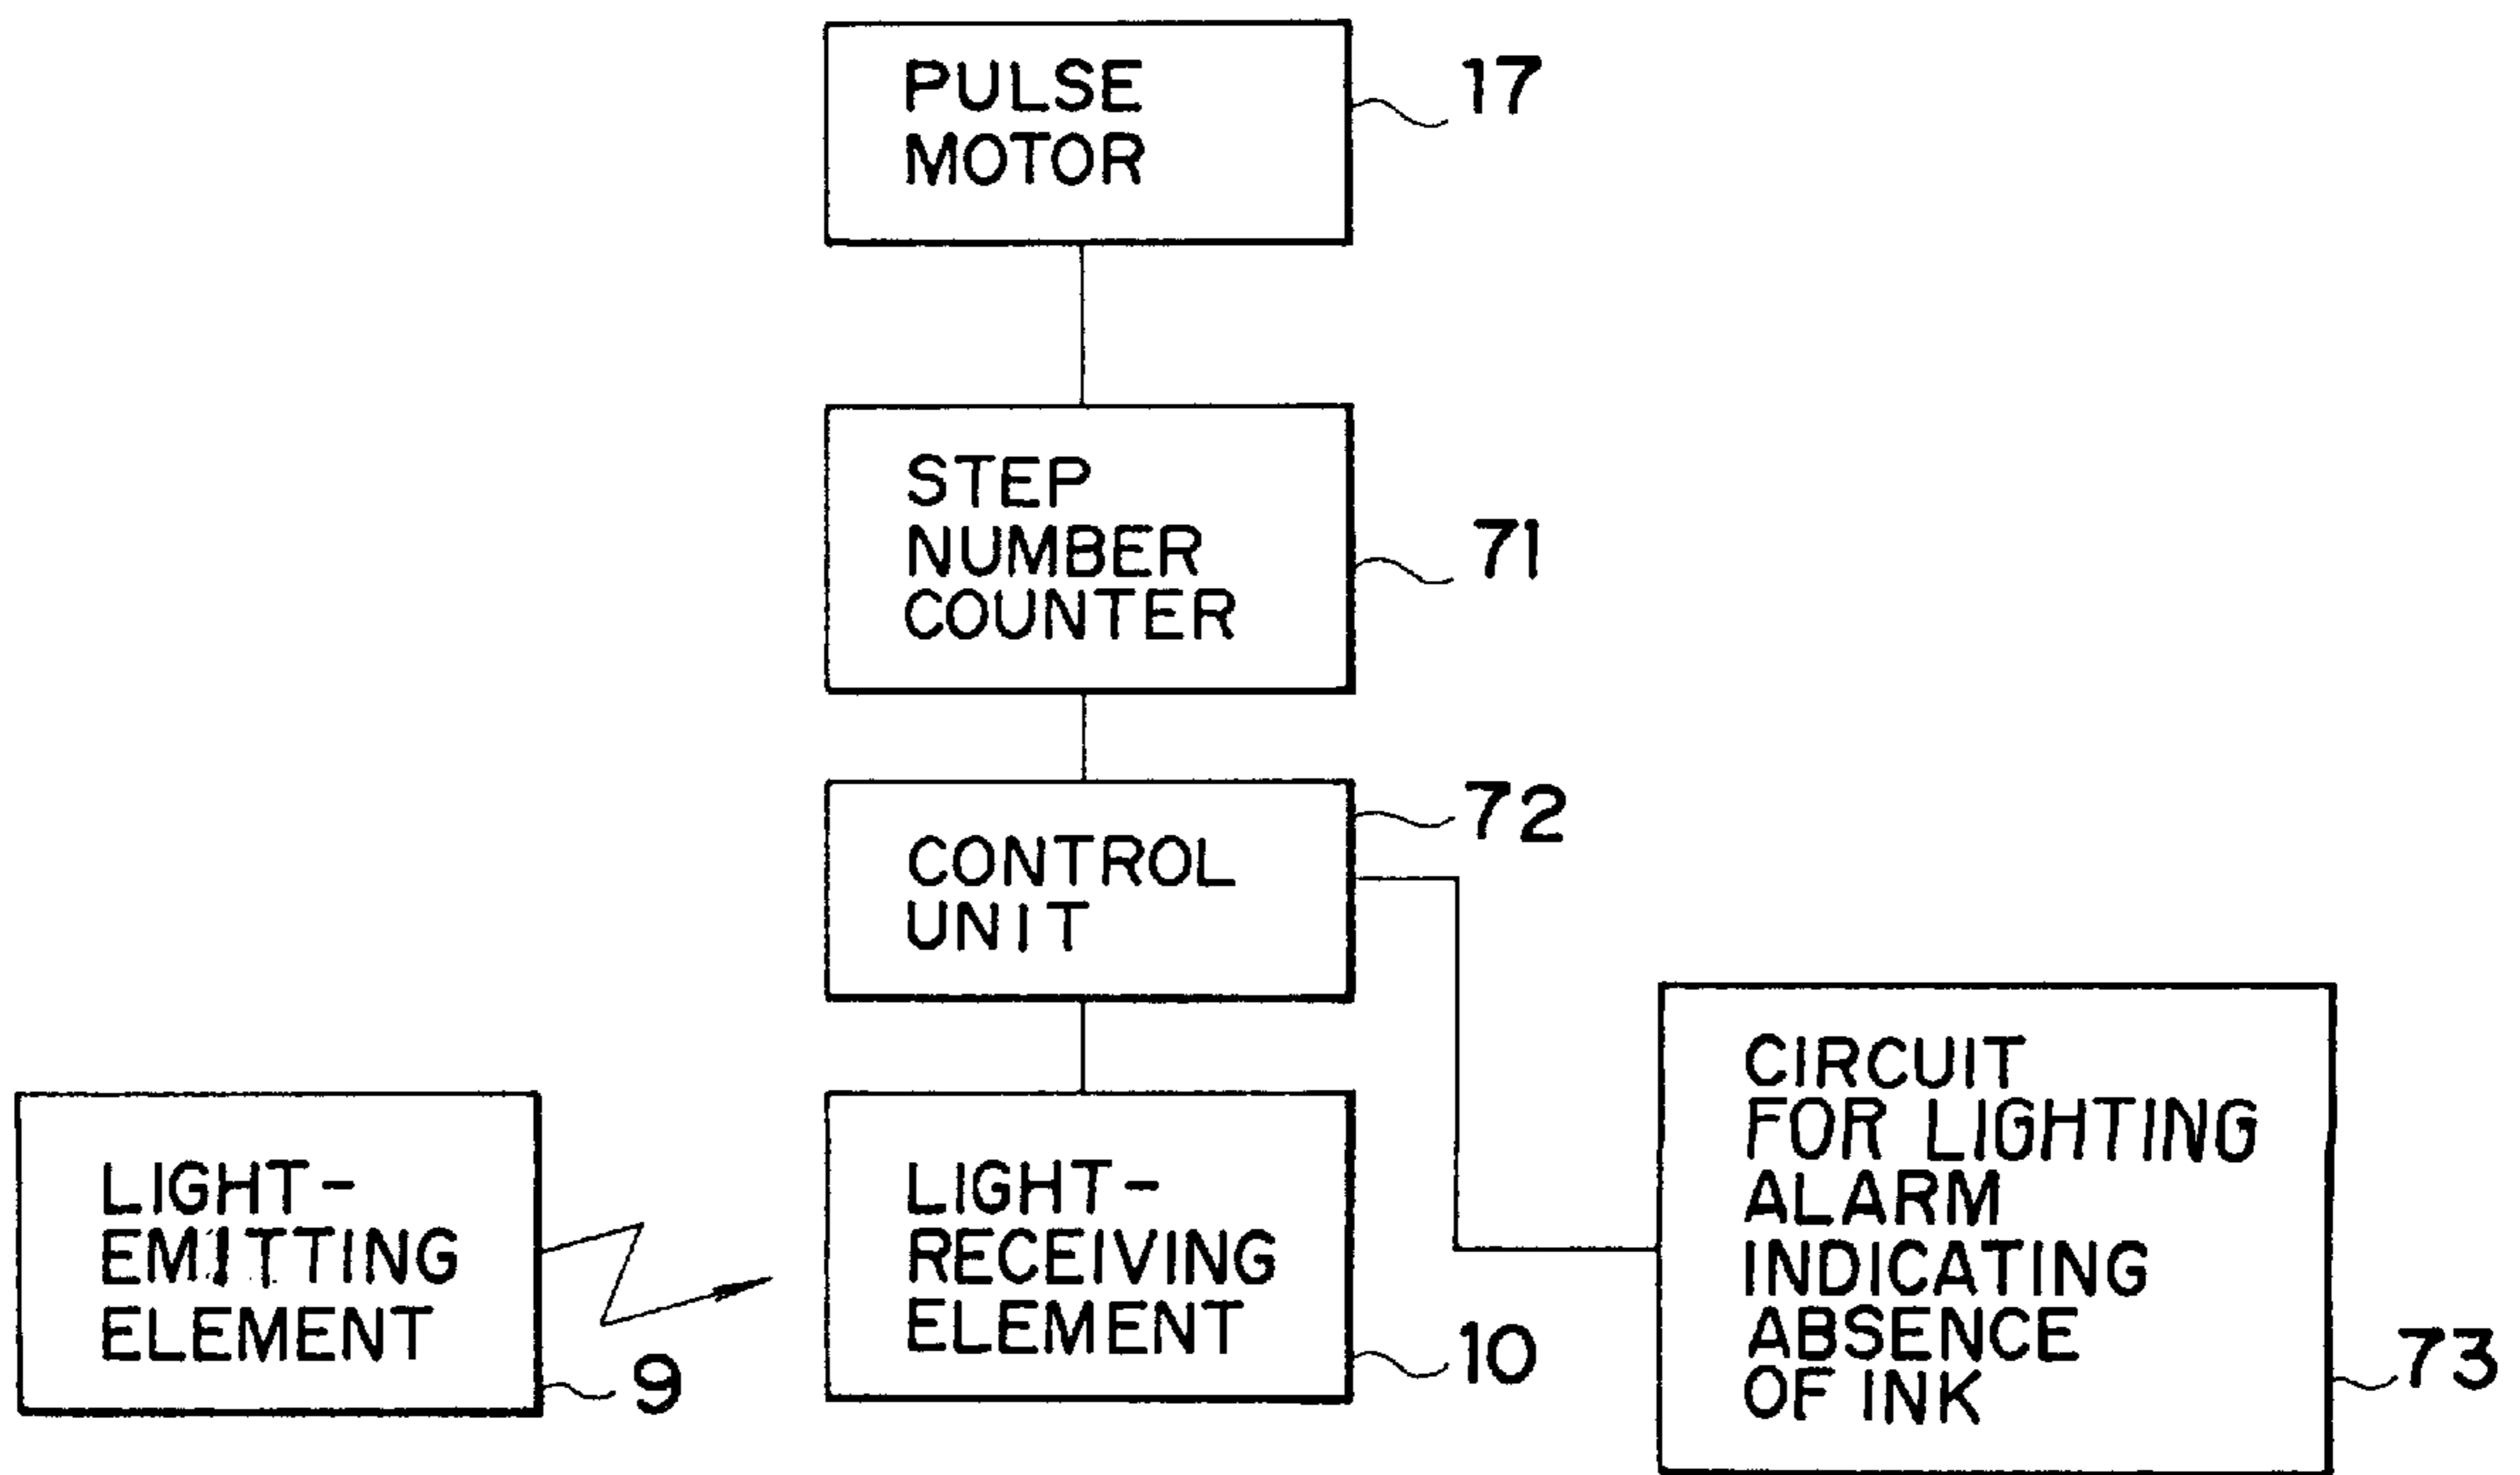 PULSE
MOTOR
17
STEP
NUMBER
COUNTER
71
CONTROL
UNIT
72
LIGHT-
EMITTING
ELEMENT
9
LIGHT-
RECEIVING
ELEMENT
10
CIRCUIT
FOR LIGHTING
ALARM
INDICATING
ABSENCE
OF INK
73